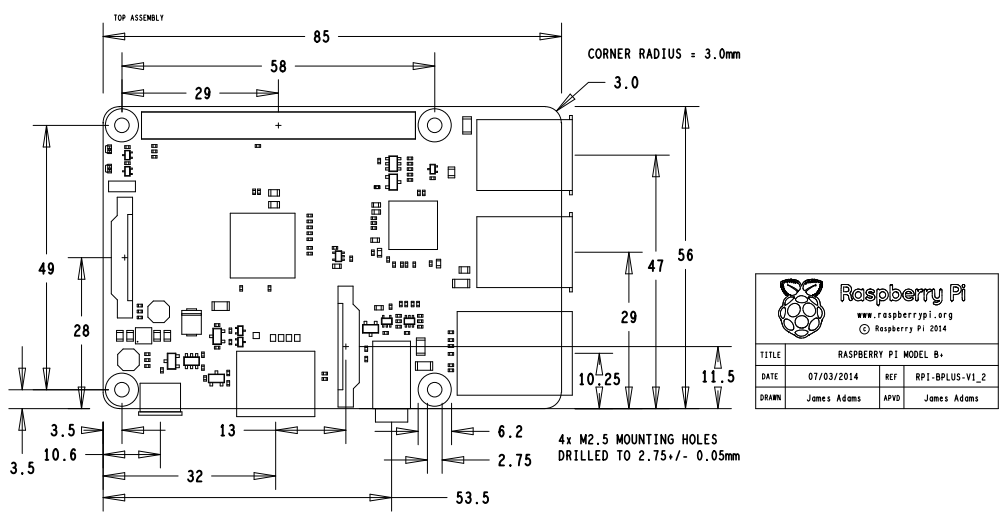 TOP ASSEMBLY
85
CORNER RADIUS = 3.0mm
58
3.0
29
49
28
47
56
29
10.25
11.5
3.5
13
6.2
10.6
3.5
32
2.75
53.5
4x M2.5 MOUNTING HOLES
DRILLED TO 2.75+/- 0.05mm
Raspberry Pi
www.raspberrypi.org
© Raspberry Pi 2014
TITLE RASPBERRY PI MODEL B+
DATE 07/03/2014 REF RPI-BPLUS-V1_2
DRAWN James Adams APVD James Adams